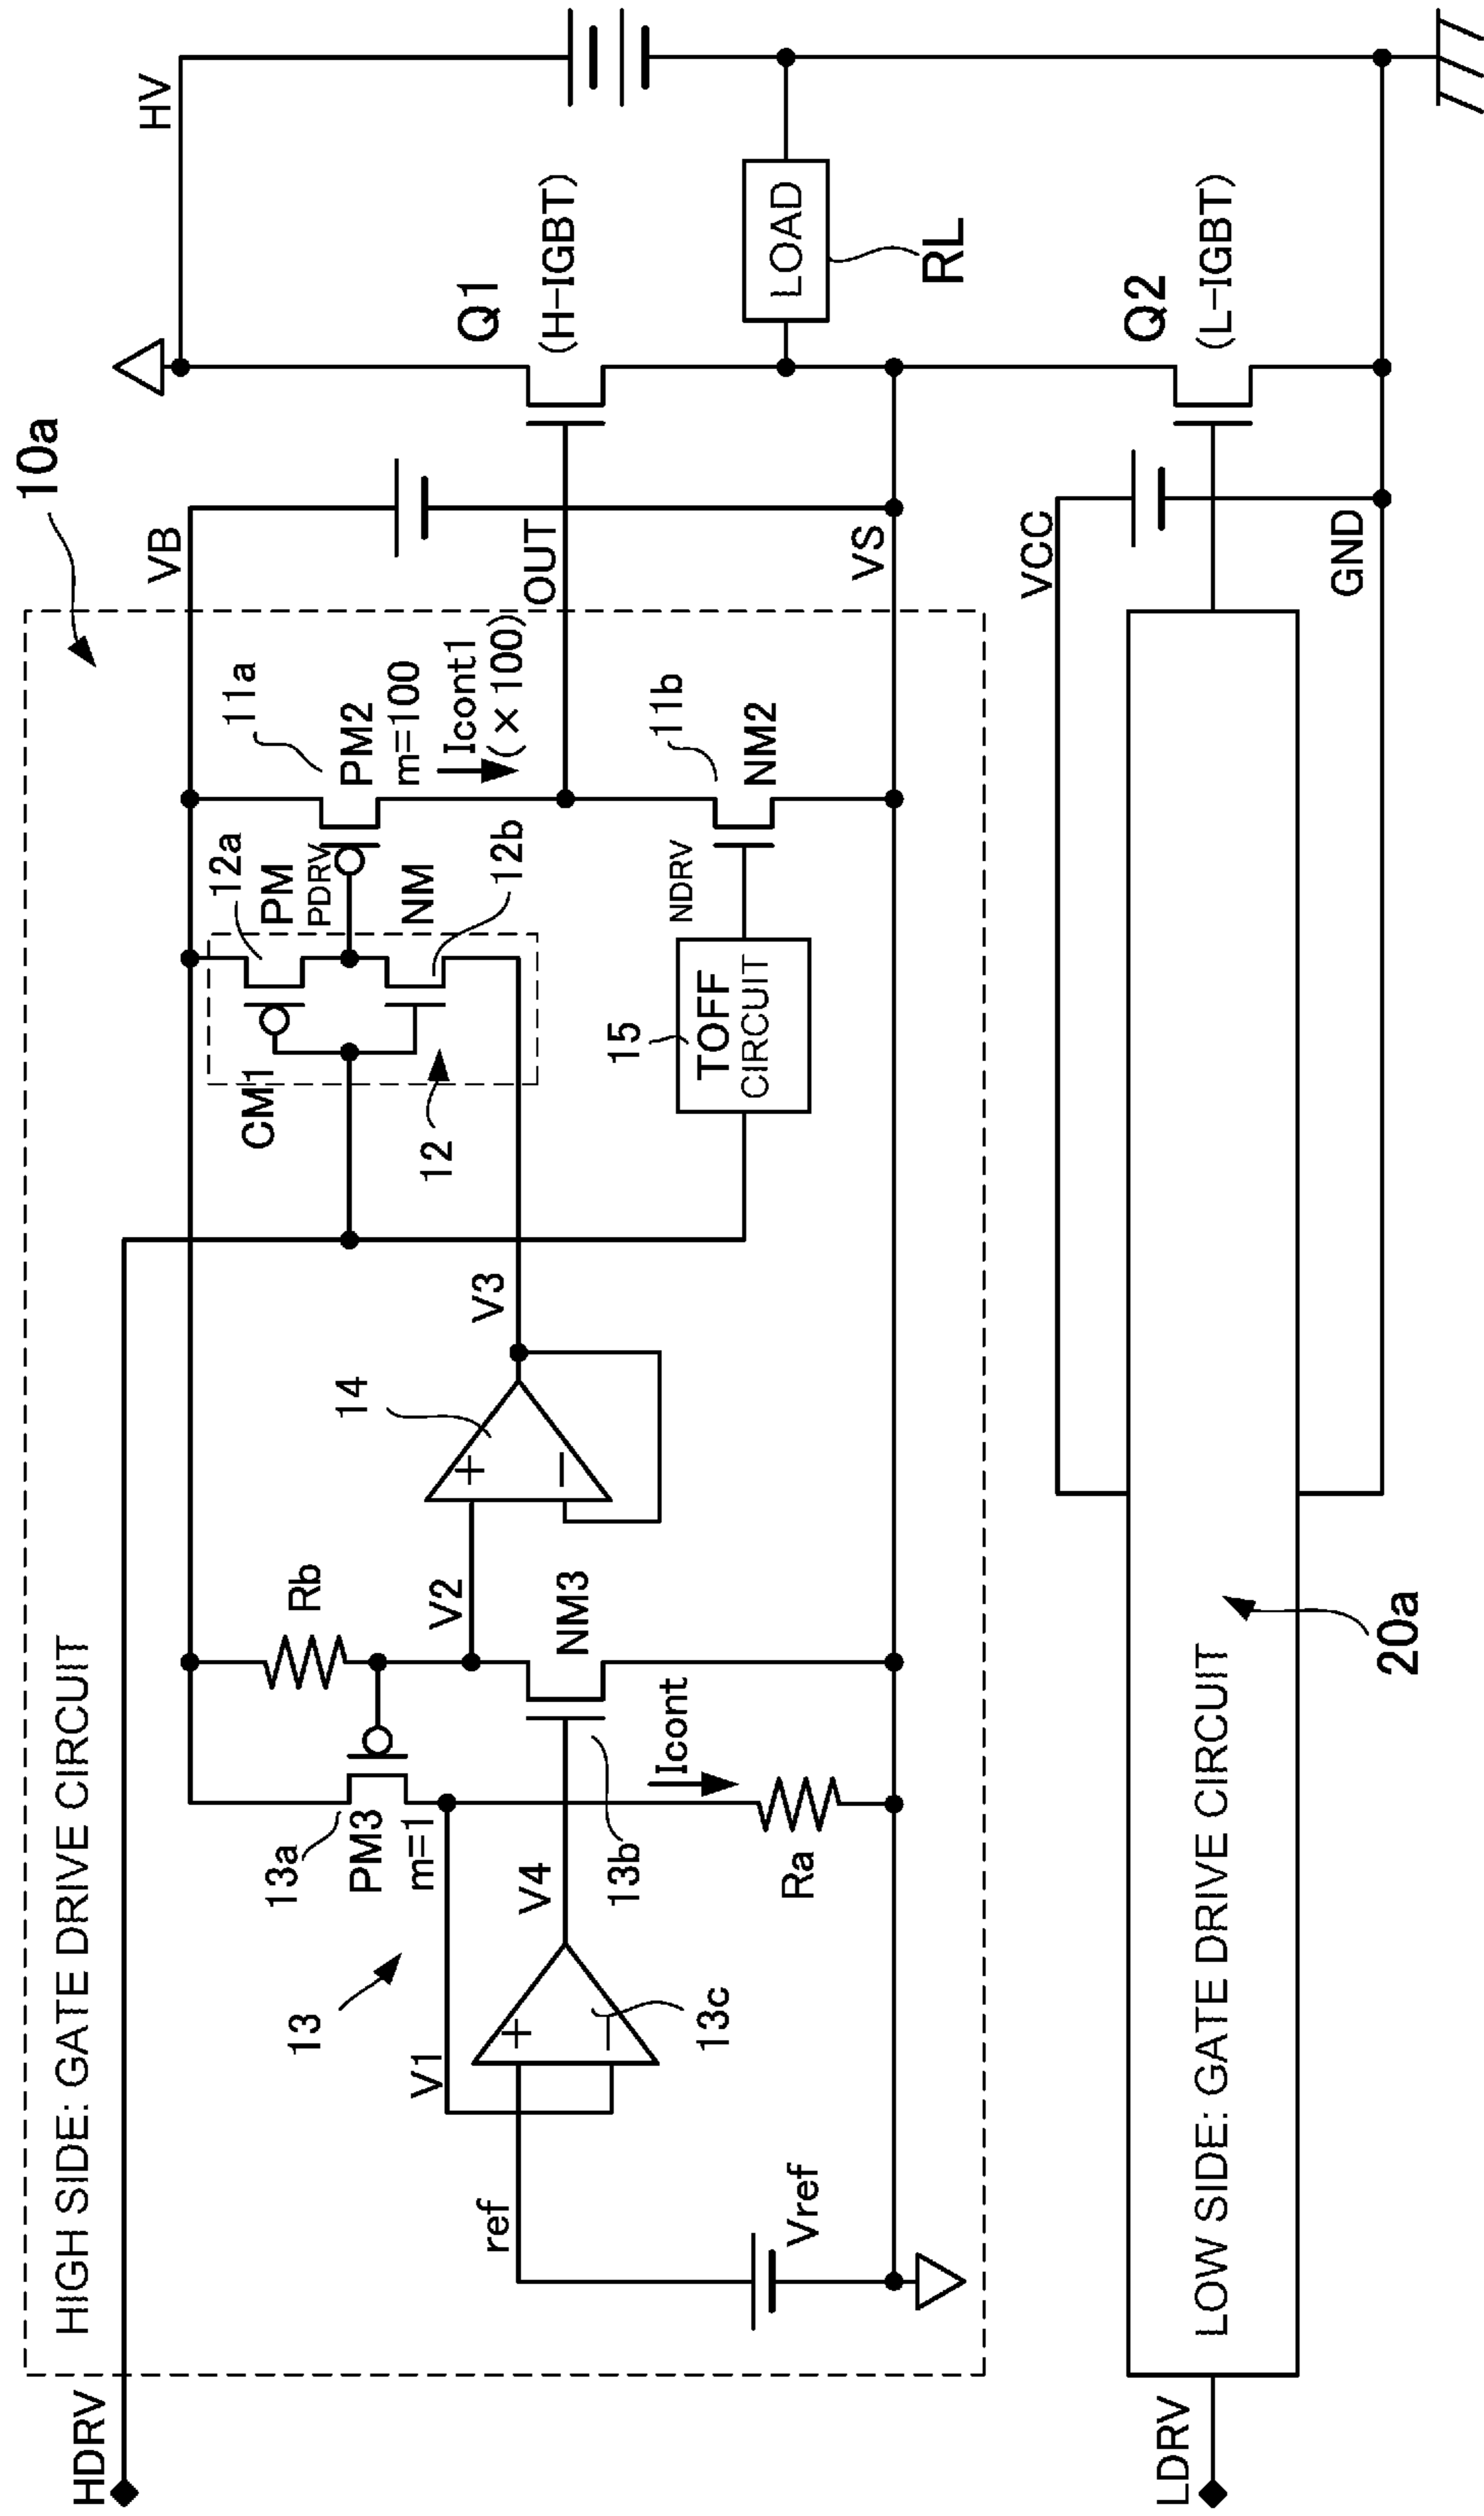 10a
HIGH SIDE: GATE DRIVE CIRCUIT
HDRV
HV
VB
13a
PM3
m=1
Rb
CM1
12a
PM
PDRV
NM
12b
12
11a
PM2
m=100
Icont1
(×100)
OUT
Q1
(H-IGBT)
13
V1
V4
V2
14
V3
ref
13c
13b
NM3
Icont
15
TOFF
CIRCUIT
NDRV
11b
NM2
LOAD
RL
Vref
Ra
VS
VCC
Q2
(L-IGBT)
LDRV
LOW SIDE: GATE DRIVE CIRCUIT
20a
GND